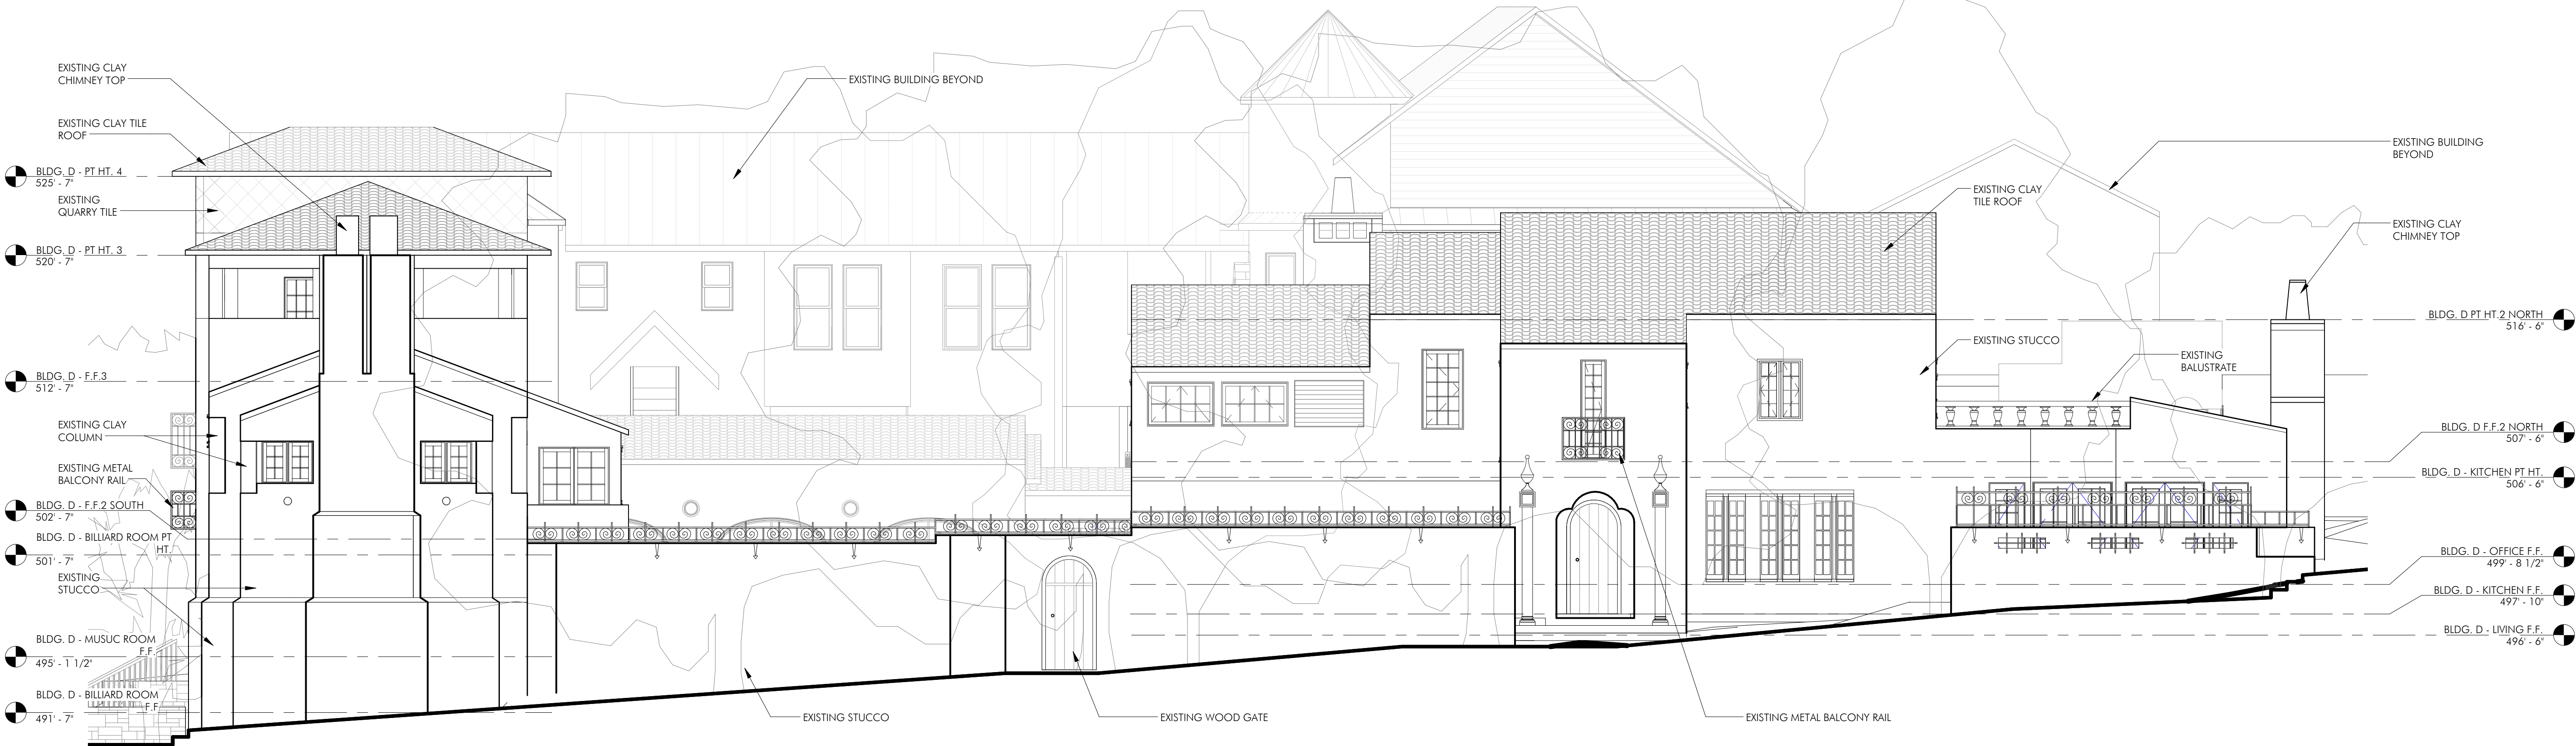 EXISTING CLAY
CHIMNEY TOP
EXISTING CLAY TILE
ROOF
BLDG. D - PT HT. 4
525' - 7"
EXISTING
QUARRY TILE
BLDG. D - PT HT. 3
520' - 7"
BLDG. D - F.F.3
512' - 7"
EXISTING CLAY
COLUMN
EXISTING METAL
BALCONY RAIL
BLDG. D - F.F.2 SOUTH
502' - 7"
BLDG. D - BILLIARD ROOM PT
HT.
501' - 7"
EXISTING
STUCCO
BLDG. D - MUSUC ROOM
F.F.
495' - 1 1/2"
BLDG. D - BILLIARD ROOM
F.F.
491' - 7"
EXISTING BUILDING BEYOND
EXISTING STUCCO
EXISTING WOOD GATE
EXISTING METAL BALCONY RAIL
EXISTING CLAY
TILE ROOF
EXISTING STUCCO
EXISTING
BALUSTRATE
EXISTING BUILDING
BEYOND
EXISTING CLAY
CHIMNEY TOP
BLDG. D PT HT.2 NORTH
516' - 6"
BLDG. D F.F.2 NORTH
507' - 6"
BLDG. D - KITCHEN PT HT.
506' - 6"
BLDG. D - OFFICE F.F.
499' - 8 1/2"
BLDG. D - KITCHEN F.F.
497' - 10"
BLDG. D - LIVING F.F.
496' - 6"